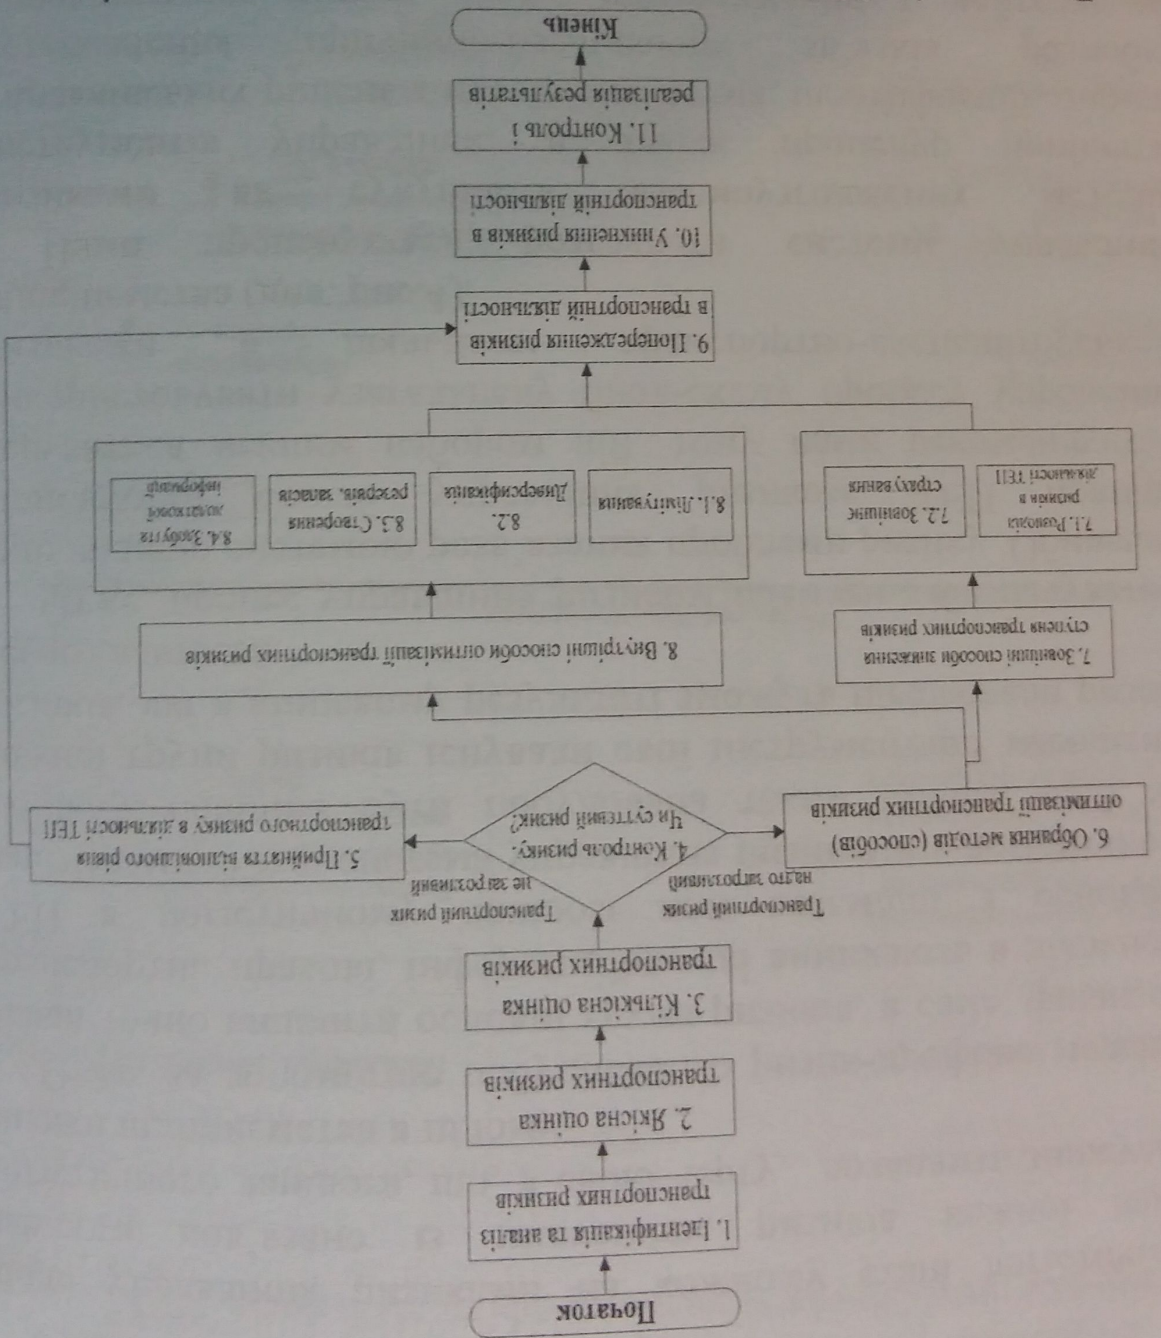 Початок
1. Ідентифікація та аналіз
транспортних ризиків
2. Якісна оцінка
транспортних ризиків
3. Кількісна оцінка
транспортних ризиків
Транспортний ризик
надто загрозливий
Транспортний ризик
не загрозливий
4. Контроль ризику.
Чи суттєвий ризик?
6. Обрання методів (способів)
оптимізації транспортних ризиків
5. Прийняття відповідного рівня
транспортного ризику в діяльності ТЕП
7. Зовнішні способи зниження
ступеня транспортних ризиків
8. Внутрішні способи оптимізації транспортних ризиків
7.1. Розподіл
ризиків в
діяльності ТЕП
7.2. Зовнішнє
страхування
8.1. Лімітування
8.2.
Диверсифікація
8.3. Створення
резервів, запасів
8.4. Здобуття
додаткової
інформації
9. Попередження ризиків
в транспортній діяльності
10. Уникнення ризиків в
транспортній діяльності
11. Контроль і
реалізація результатів
Кінець